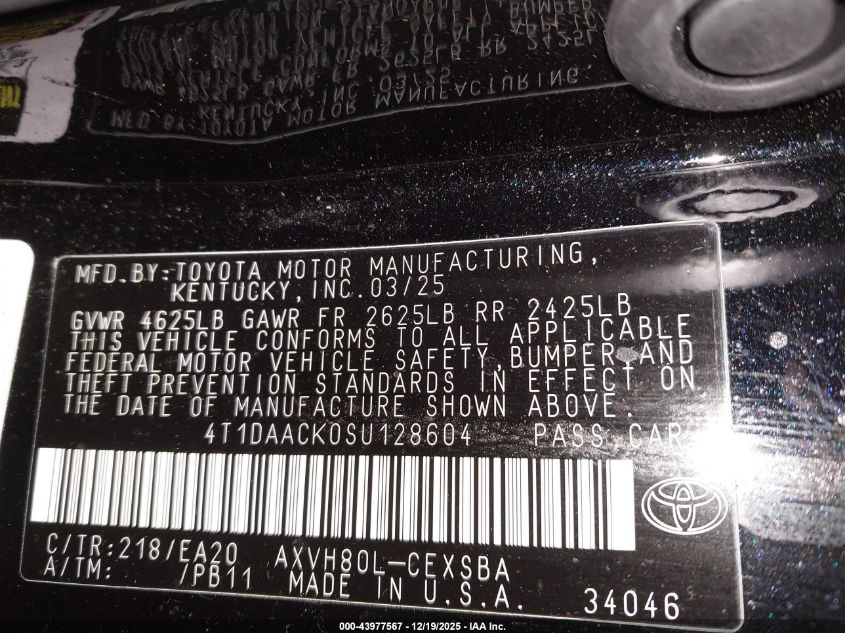 MFD.BY:TOYOTA MOTOR MANUFACTURING,
KENTUCKY,INC.03/25
GVWR 4625LB GAWR FR 2625LB RR 2425LB
THIS VEHICLE CONFORMS TO ALL APPLICABLE
FEDERAL MOTOR VEHICLE SAFETY,BUMPER AND
THEFT PREVENTION STANDARDS IN EFFECT ON
THE DATE OF MANUFACTURE SHOWN ABOVE.
4T1DAACK0SU128604 PASS.CAR
C/TR:218/EA20 AXVH80L-CEXSBA
A/TM: /PB11 MADE IN U.S.A. 34046
000-43977567 - 12/19/2025 - IAA Inc.